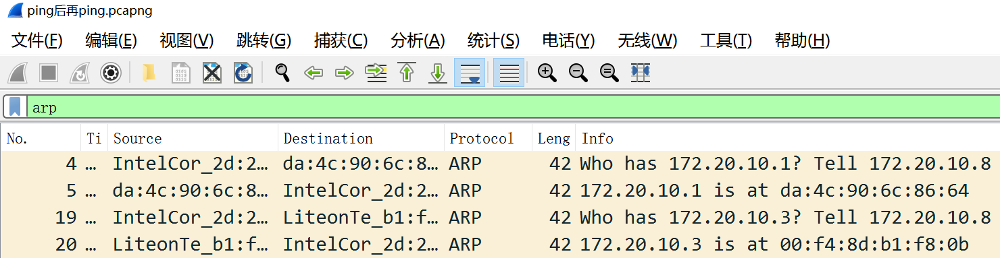 ping后再ping.pcapng
文件(F) 编辑(E) 视图(V) 跳转(G) 捕获(C) 分析(A) 统计(S) 电话(Y) 无线(W) 工具(T) 帮助(H)
arp
No. Ti Source Destination Protocol Leng Info
4 … IntelCor_2d:2… da:4c:90:6c:8… ARP 42 Who has 172.20.10.1? Tell 172.20.10.8
5 … da:4c:90:6c:8… IntelCor_2d:2… ARP 42 172.20.10.1 is at da:4c:90:6c:86:64
19 … IntelCor_2d:2… LiteonTe_b1:f… ARP 42 Who has 172.20.10.3? Tell 172.20.10.8
20 … LiteonTe_b1:f… IntelCor_2d:2… ARP 42 172.20.10.3 is at 00:f4:8d:b1:f8:0b